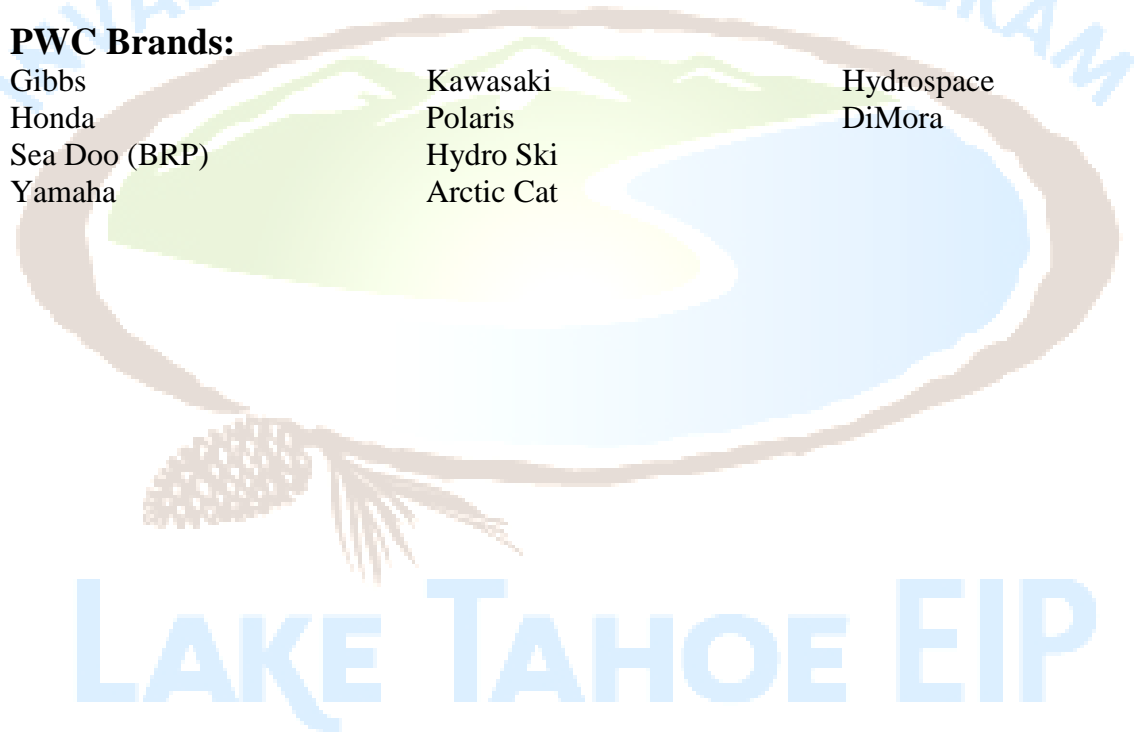 PWC Brands:
Gibbs
Honda
Sea Doo (BRP)
Yamaha
Kawasaki
Polaris
Hydro Ski
Arctic Cat
Hydrospace
DiMora
LAKE TAHOE EIP